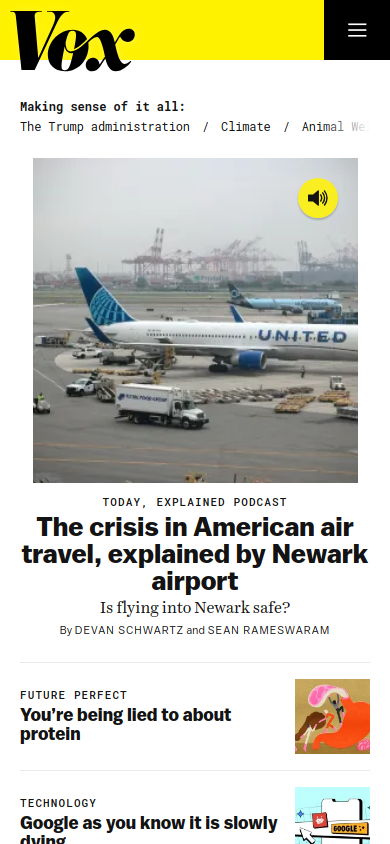 Vox
Making sense of it all:
The Trump administration / Climate / Animal We
UNITED
TODAY, EXPLAINED PODCAST
The crisis in American air
travel, explained by Newark
airport
Is flying into Newark safe?
By DEVAN SCHWARTZ and SEAN RAMESWARAM
FUTURE PERFECT
You’re being lied to about
protein
TECHNOLOGY
Google as you know it is slowly
dying
GOOGLE